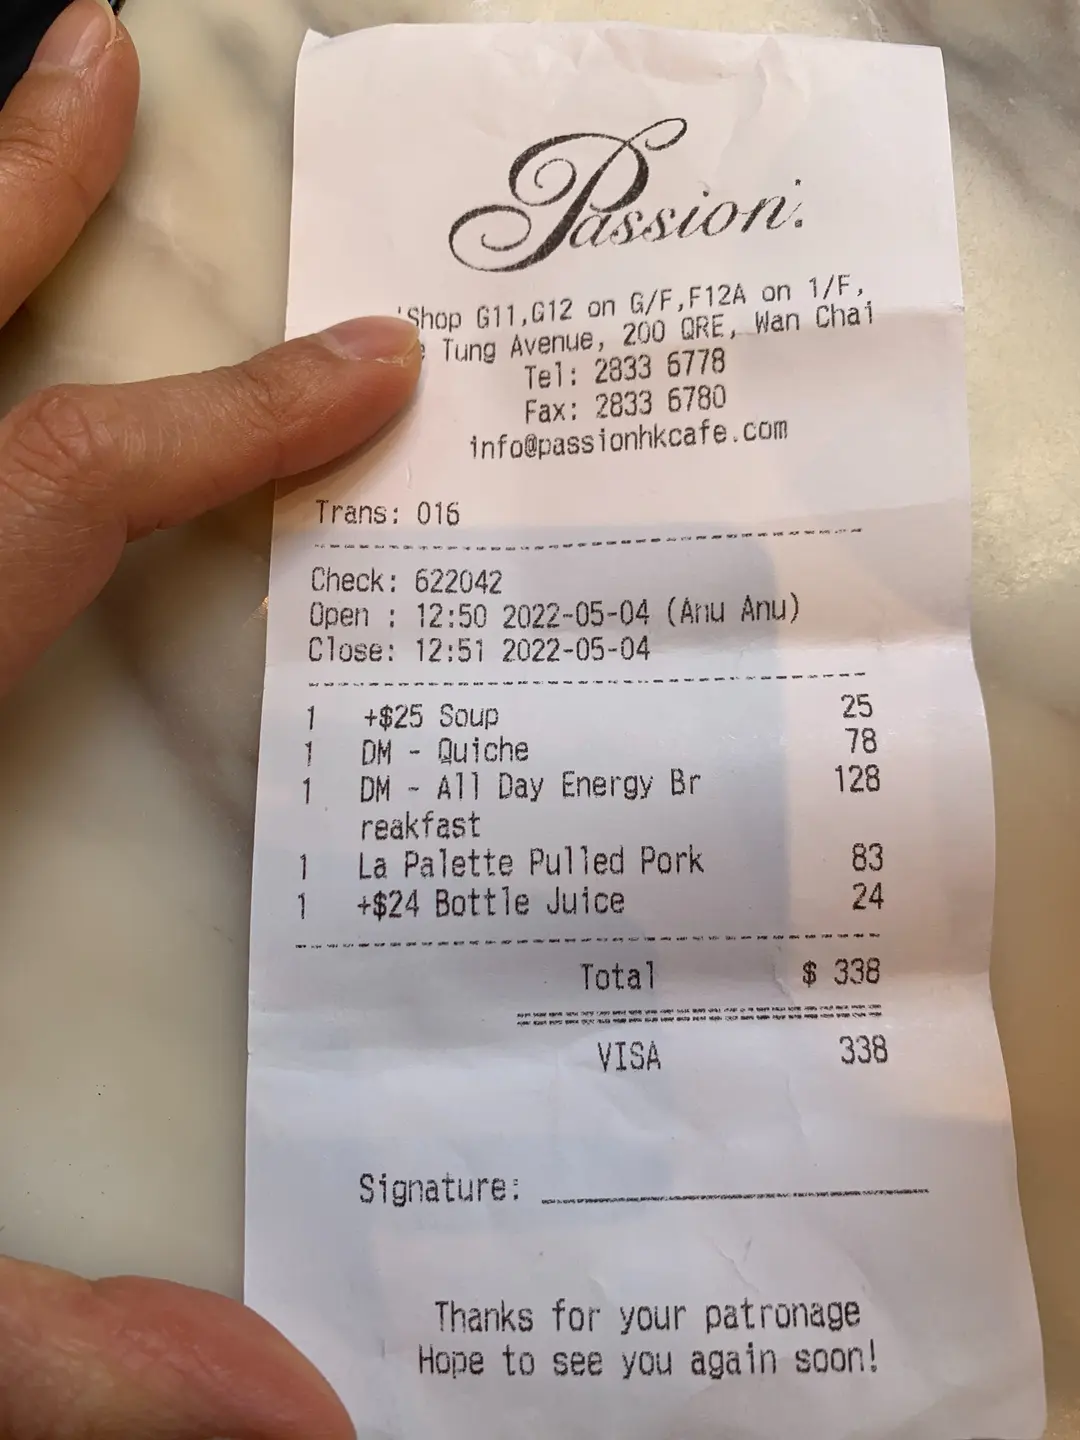 Passion.
Shop G11,G12 on G/F,F12A on 1/F,
Tung Avenue, 200 QRE, Wan Chai
Tel: 2833 6778
Fax: 2833 6780
info@passionhkcafe.com
Trans: 016
Check: 622042
Open : 12:50 2022-05-04 (Anu Anu)
Close: 12:51 2022-05-04
1 +$25 Soup 25
1 DM - Quiche 78
1 DM - All Day Energy Br 128
reakfast
1 La Palette Pulled Pork 83
1 +$24 Bottle Juice 24
Total $ 338
VISA 338
Signature:
Thanks for your patronage
Hope to see you again soon!